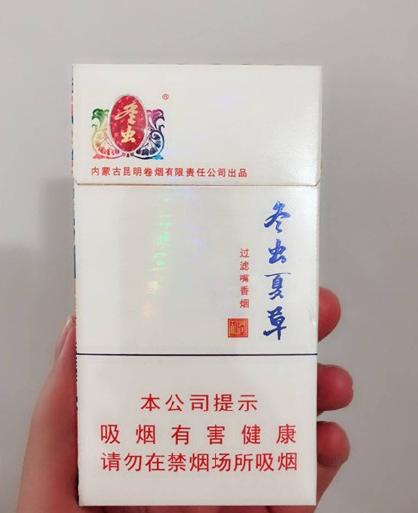 冬虫
®
内蒙古昆明卷烟有限责任公司出品
冬虫夏草
过滤嘴香烟
本公司提示
吸烟有害健康
请勿在禁烟场所吸烟